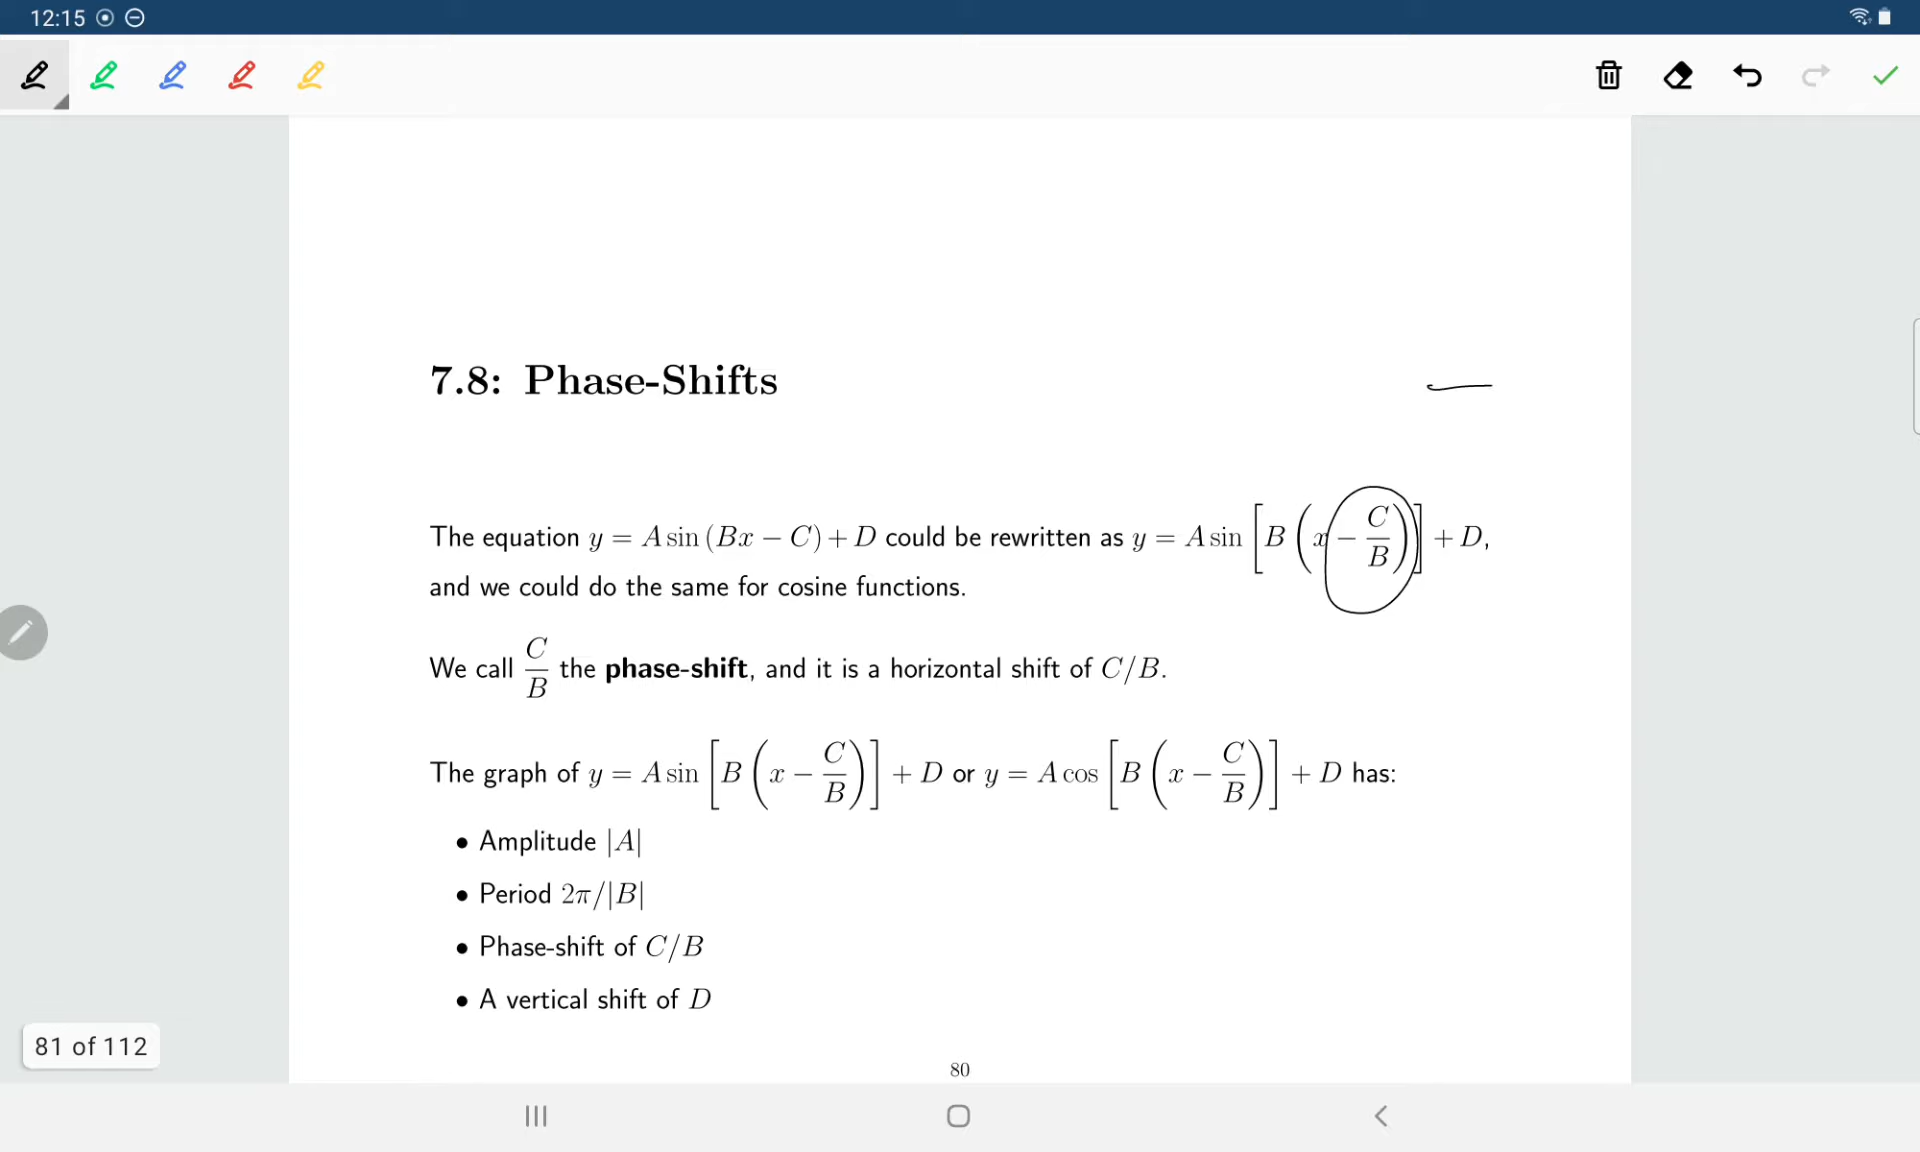 12:15
7.8: Phase-Shifts
The equation y = A sin (Bx − C) + D could be rewritten as y = A sin [B (x − C/B)] + D,
and we could do the same for cosine functions.
We call C/B the phase-shift, and it is a horizontal shift of C/B.
The graph of y = A sin [B (x − C/B)] + D or y = A cos [B (x − C/B)] + D has:
• Amplitude |A|
• Period 2π/|B|
• Phase-shift of C/B
• A vertical shift of D
81 of 112
80